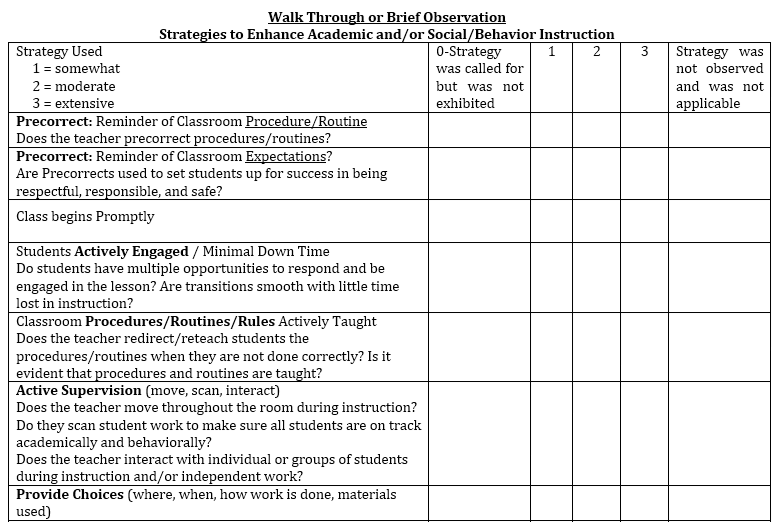 Walk Through or Brief Observation
Strategies to Enhance Academic and/or Social/Behavior Instruction
Strategy Used
1 = somewhat
2 = moderate
3 = extensive
0-Strategy
was called for
but was not
exhibited
1
2
3
Strategy was
not observed
and was not
applicable
Precorrect: Reminder of Classroom Procedure/Routine
Does the teacher precorrect procedures/routines?
Precorrect: Reminder of Classroom Expectations?
Are Precorrects used to set students up for success in being
respectful, responsible, and safe?
Class begins Promptly
Students Actively Engaged / Minimal Down Time
Do students have multiple opportunities to respond and be
engaged in the lesson? Are transitions smooth with little time
lost in instruction?
Classroom Procedures/Routines/Rules Actively Taught
Does the teacher redirect/reteach students the
procedures/routines when they are not done correctly? Is it
evident that procedures and routines are taught?
Active Supervision (move, scan, interact)
Does the teacher move throughout the room during instruction?
Do they scan student work to make sure all students are on track
academically and behaviorally?
Does the teacher interact with individual or groups of students
during instruction and/or independent work?
Provide Choices (where, when, how work is done, materials
used)